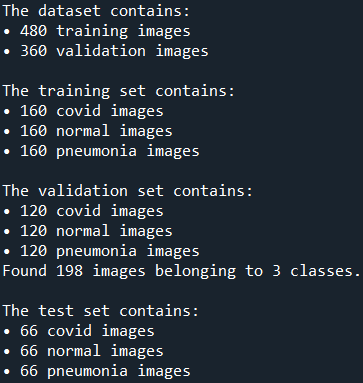 The dataset contains:
• 480 training images
• 360 validation images
The training set contains:
• 160 covid images
• 160 normal images
• 160 pneumonia images
The validation set contains:
• 120 covid images
• 120 normal images
• 120 pneumonia images
Found 198 images belonging to 3 classes.
The test set contains:
• 66 covid images
• 66 normal images
• 66 pneumonia images